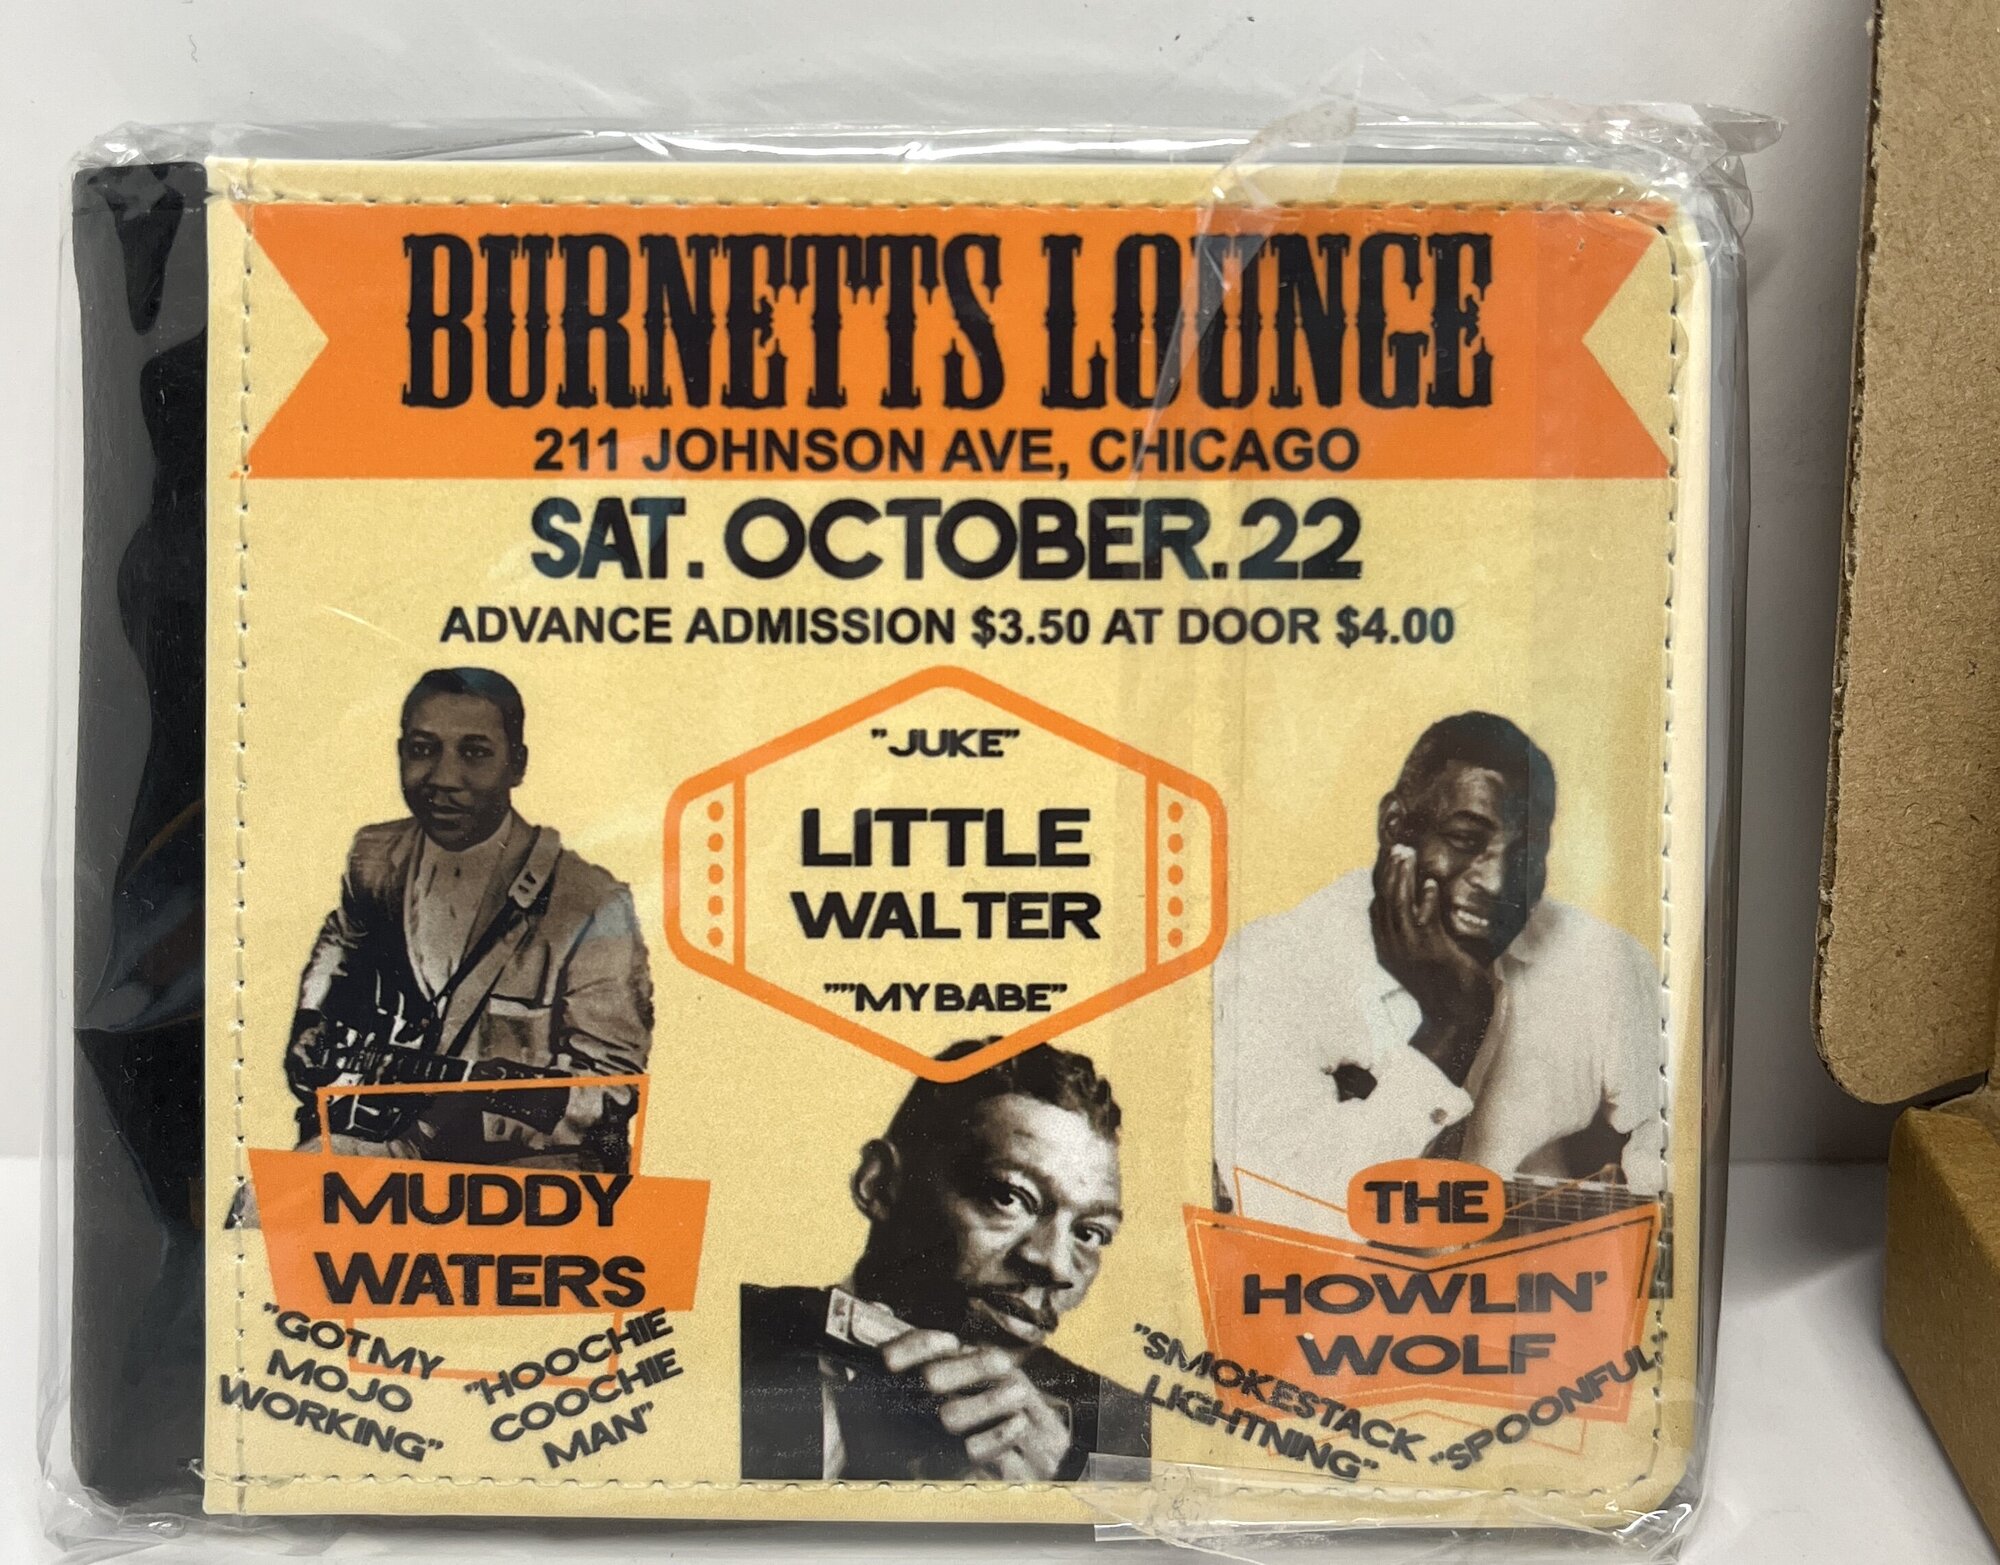 BURNETTS LOUNGE
211 JOHNSON AVE, CHICAGO
SAT. OCTOBER.22
ADVANCE ADMISSION $3.50 AT DOOR $4.00
"JUKE"
LITTLE
WALTER
""MY BABE"
MUDDY
WATERS
"GOT MY
MOJO
WORKING"
"HOOCHIE
COOCHIE
MAN"
THE
HOWLIN'
WOLF
"SMOKESTACK
LIGHTNING"
"SPOONFUL"